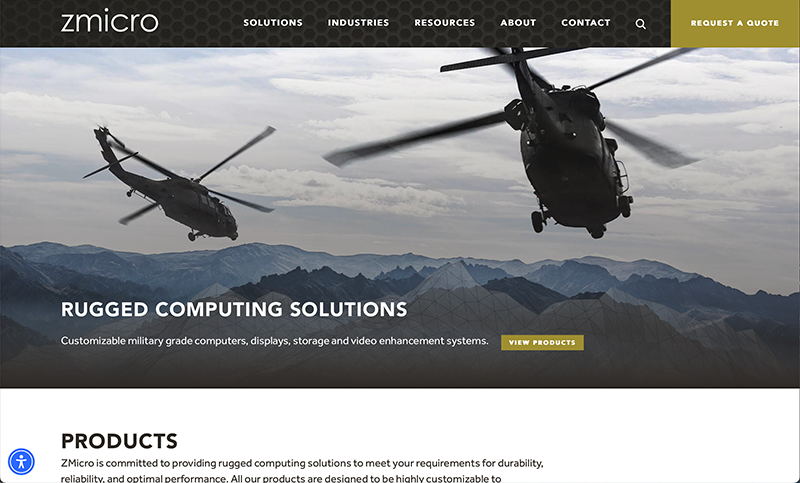 zmicro
SOLUTIONS INDUSTRIES RESOURCES ABOUT CONTACT
REQUEST A QUOTE
RUGGED COMPUTING SOLUTIONS
Customizable military grade computers, displays, storage and video enhancement systems.
VIEW PRODUCTS
PRODUCTS
ZMicro is committed to providing rugged computing solutions to meet your requirements for durability,
reliability, and optimal performance. All our products are designed to be highly customizable to